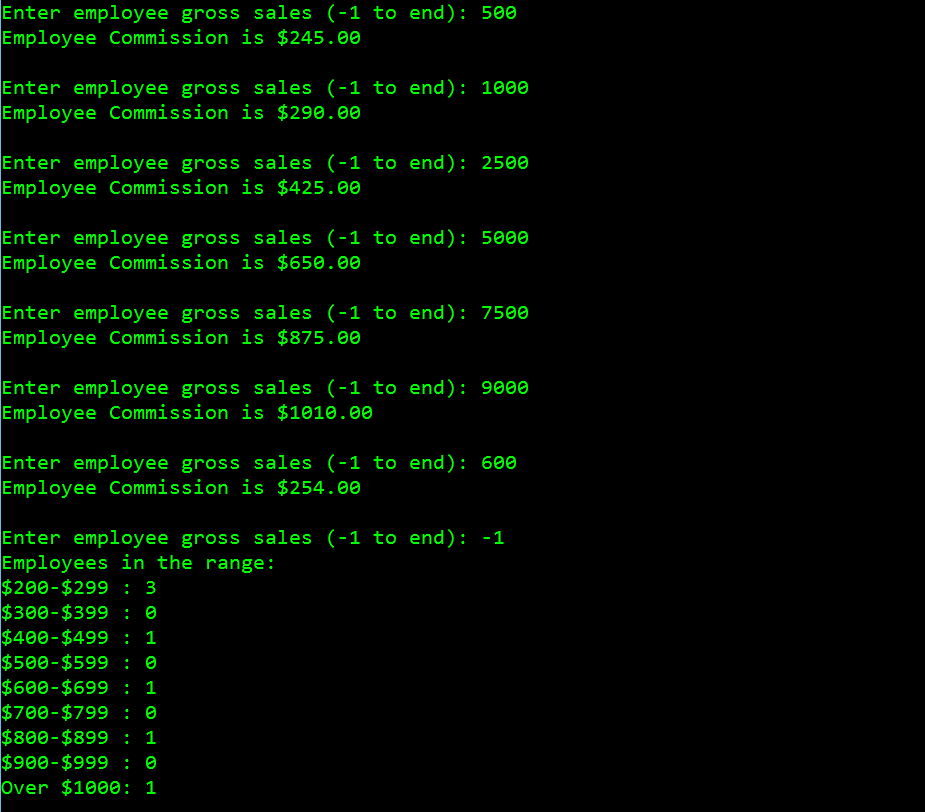 Enter employee gross sales (-1 to end): 500
Employee Commission is $245.00
Enter employee gross sales (-1 to end): 1000
Employee Commission is $290.00
Enter employee gross sales (-1 to end): 2500
Employee Commission is $425.00
Enter employee gross sales (-1 to end): 5000
Employee Commission is $650.00
Enter employee gross sales (-1 to end): 7500
Employee Commission is $875.00
Enter employee gross sales (-1 to end): 9000
Employee Commission is $1010.00
Enter employee gross sales (-1 to end): 600
Employee Commission is $254.00
Enter employee gross sales (-1 to end): -1
Employees in the range:
$200-$299 : 3
$300-$399 : 0
$400-$499 : 1
$500-$599 : 0
$600-$699 : 1
$700-$799 : 0
$800-$899 : 1
$900-$999 : 0
Over $1000: 1